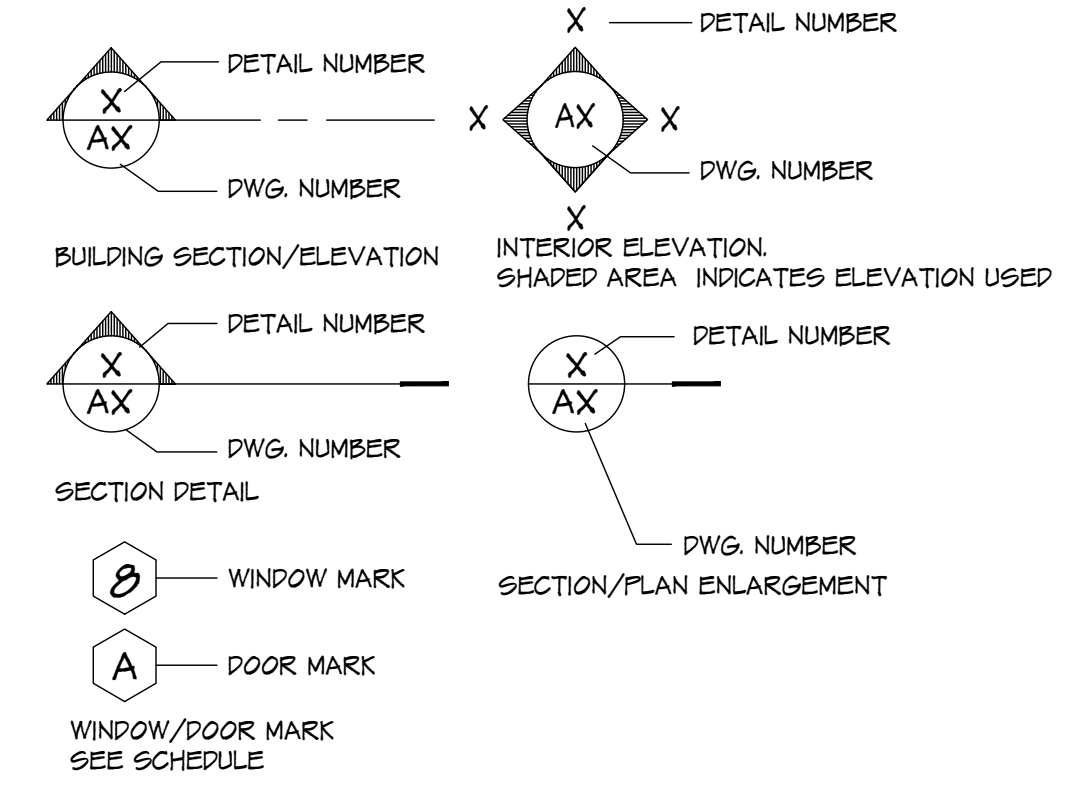 X
DETAIL NUMBER
AX
DWG. NUMBER
BUILDING SECTION/ELEVATION
X
DETAIL NUMBER
X
AX
X
DWG. NUMBER
X
INTERIOR ELEVATION.
SHADED AREA INDICATES ELEVATION USED
DETAIL NUMBER
X
AX
DWG. NUMBER
SECTION DETAIL
DETAIL NUMBER
X
AX
DWG. NUMBER
SECTION/PLAN ENLARGEMENT
8
WINDOW MARK
A
DOOR MARK
WINDOW/DOOR MARK
SEE SCHEDULE